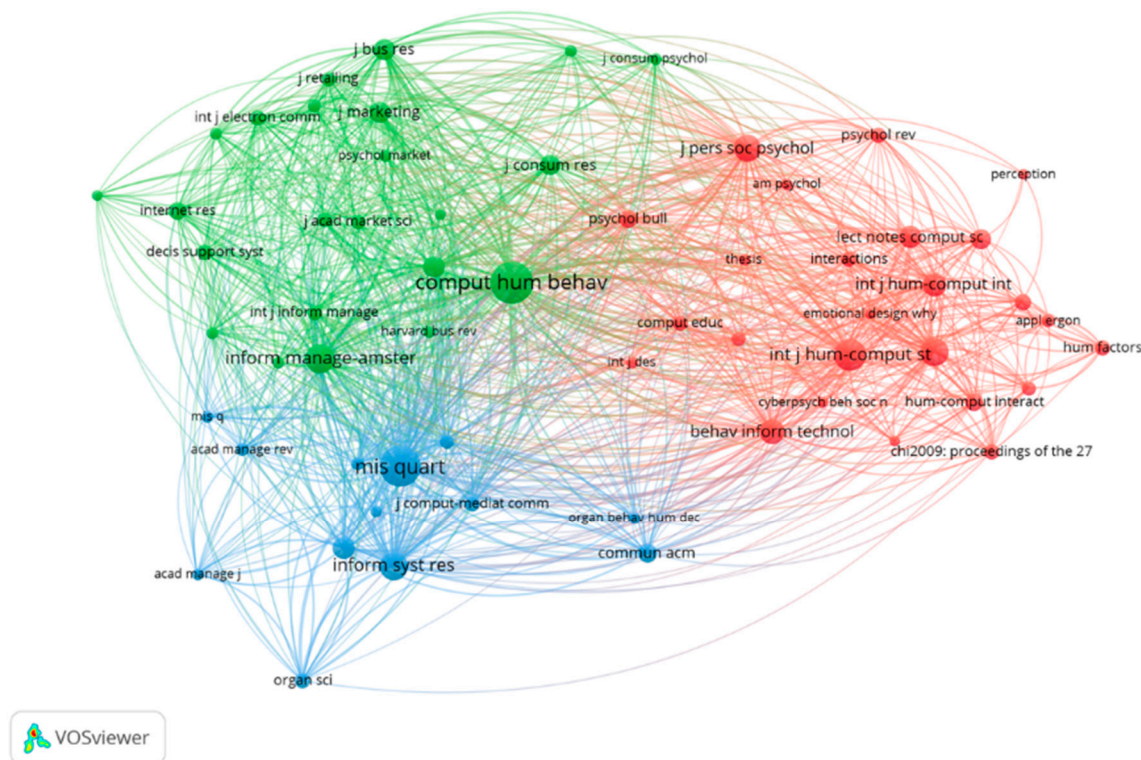 j bus res
j consum psychol
j retailing
int j electron comm
j marketing
psychol rev
j pers soc psychol
psychol market
j consum res
perception
am psychol
internet res
j acad market sci
psychol bull
lect notes comput sc
decis support syst
thesis
interactions
comput hum behav
int j hum-comput int
int j inform manage
emotional design why
comput educ
appl ergon
harvard bus rev
inform manage-amster
int j des
int j hum-comput st
hum factors
cyberpsych beh soc n
hum-comput interact
mis q
behav inform technol
acad manage rev
chi2009: proceedings of the 27
mis quart
j comput-mediat comm
organ behav hum dec
commun acm
inform syst res
acad manage j
organ sci
VOSviewer